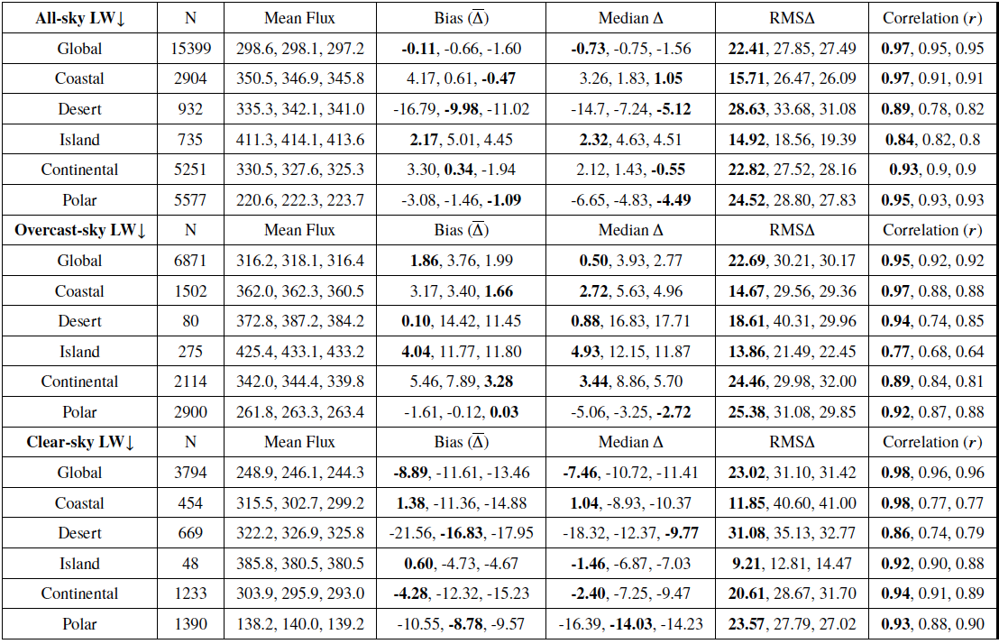 All-sky LW↓ N Mean Flux Bias (Δ̅) Median Δ RMSΔ Correlation (r)
Global 15399 298.6, 298.1, 297.2 -0.11, -0.66, -1.60 -0.73, -0.75, -1.56 22.41, 27.85, 27.49 0.97, 0.95, 0.95
Coastal 2904 350.5, 346.9, 345.8 4.17, 0.61, -0.47 3.26, 1.83, 1.05 15.71, 26.47, 26.09 0.97, 0.91, 0.91
Desert 932 335.3, 342.1, 341.0 -16.79, -9.98, -11.02 -14.7, -7.24, -5.12 28.63, 33.68, 31.08 0.89, 0.78, 0.82
Island 735 411.3, 414.1, 413.6 2.17, 5.01, 4.45 2.32, 4.63, 4.51 14.92, 18.56, 19.39 0.84, 0.82, 0.8
Continental 5251 330.5, 327.6, 325.3 3.30, 0.34, -1.94 2.12, 1.43, -0.55 22.82, 27.52, 28.16 0.93, 0.9, 0.9
Polar 5577 220.6, 222.3, 223.7 -3.08, -1.46, -1.09 -6.65, -4.83, -4.49 24.52, 28.80, 27.83 0.95, 0.93, 0.93
Overcast-sky LW↓ N Mean Flux Bias (Δ̅) Median Δ RMSΔ Correlation (r)
Global 6871 316.2, 318.1, 316.4 1.86, 3.76, 1.99 0.50, 3.93, 2.77 22.69, 30.21, 30.17 0.95, 0.92, 0.92
Coastal 1502 362.0, 362.3, 360.5 3.17, 3.40, 1.66 2.72, 5.63, 4.96 14.67, 29.56, 29.36 0.97, 0.88, 0.88
Desert 80 372.8, 387.2, 384.2 0.10, 14.42, 11.45 0.88, 16.83, 17.71 18.61, 40.31, 29.96 0.94, 0.74, 0.85
Island 275 425.4, 433.1, 433.2 4.04, 11.77, 11.80 4.93, 12.15, 11.87 13.86, 21.49, 22.45 0.77, 0.68, 0.64
Continental 2114 342.0, 344.4, 339.8 5.46, 7.89, 3.28 3.44, 8.86, 5.70 24.46, 29.98, 32.00 0.89, 0.84, 0.81
Polar 2900 261.8, 263.3, 263.4 -1.61, -0.12, 0.03 -5.06, -3.25, -2.72 25.38, 31.08, 29.85 0.92, 0.87, 0.88
Clear-sky LW↓ N Mean Flux Bias (Δ̅) Median Δ RMSΔ Correlation (r)
Global 3794 248.9, 246.1, 244.3 -8.89, -11.61, -13.46 -7.46, -10.72, -11.41 23.02, 31.10, 31.42 0.98, 0.96, 0.96
Coastal 454 315.5, 302.7, 299.2 1.38, -11.36, -14.88 1.04, -8.93, -10.37 11.85, 40.60, 41.00 0.98, 0.77, 0.77
Desert 669 322.2, 326.9, 325.8 -21.56, -16.83, -17.95 -18.32, -12.37, -9.77 31.08, 35.13, 32.77 0.86, 0.74, 0.79
Island 48 385.8, 380.5, 380.5 0.60, -4.73, -4.67 -1.46, -6.87, -7.03 9.21, 12.81, 14.47 0.92, 0.90, 0.88
Continental 1233 303.9, 295.9, 293.0 -4.28, -12.32, -15.23 -2.40, -7.25, -9.47 20.61, 28.67, 31.70 0.94, 0.91, 0.89
Polar 1390 138.2, 140.0, 139.2 -10.55, -8.78, -9.57 -16.39, -14.03, -14.23 23.57, 27.79, 27.02 0.93, 0.88, 0.90